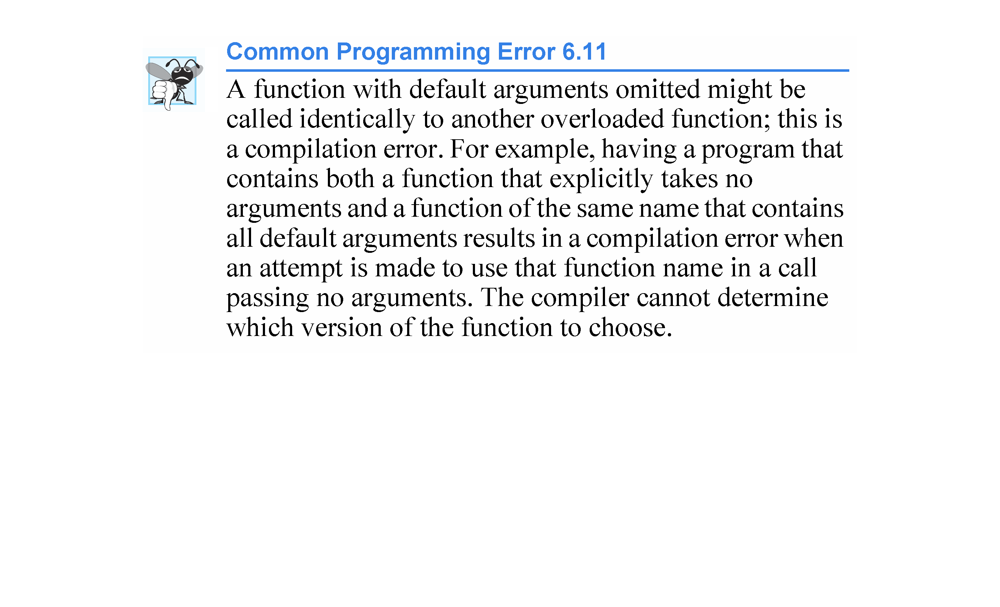 Common Programming Error 6.11
A function with default arguments omitted might be
called identically to another overloaded function; this is
a compilation error. For example, having a program that
contains both a function that explicitly takes no
arguments and a function of the same name that contains
all default arguments results in a compilation error when
an attempt is made to use that function name in a call
passing no arguments. The compiler cannot determine
which version of the function to choose.